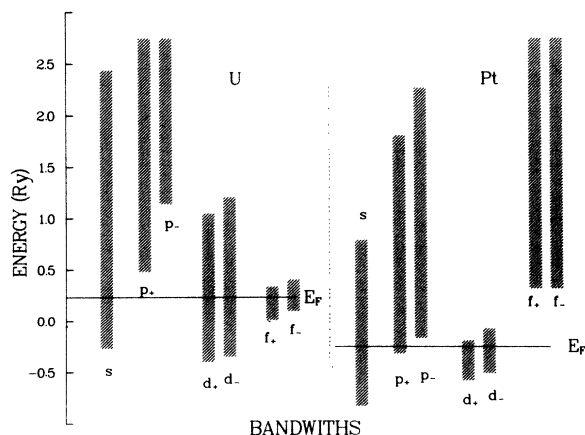 U
Pt
ENERGY (Ry)
2.5
2.0
1.5
1.0
0.5
0.0
-0.5
s
p+
p-
d+
d-
f+
f-
EF
s
p+
p-
d+
d-
f+
f-
EF
BANDWITHS